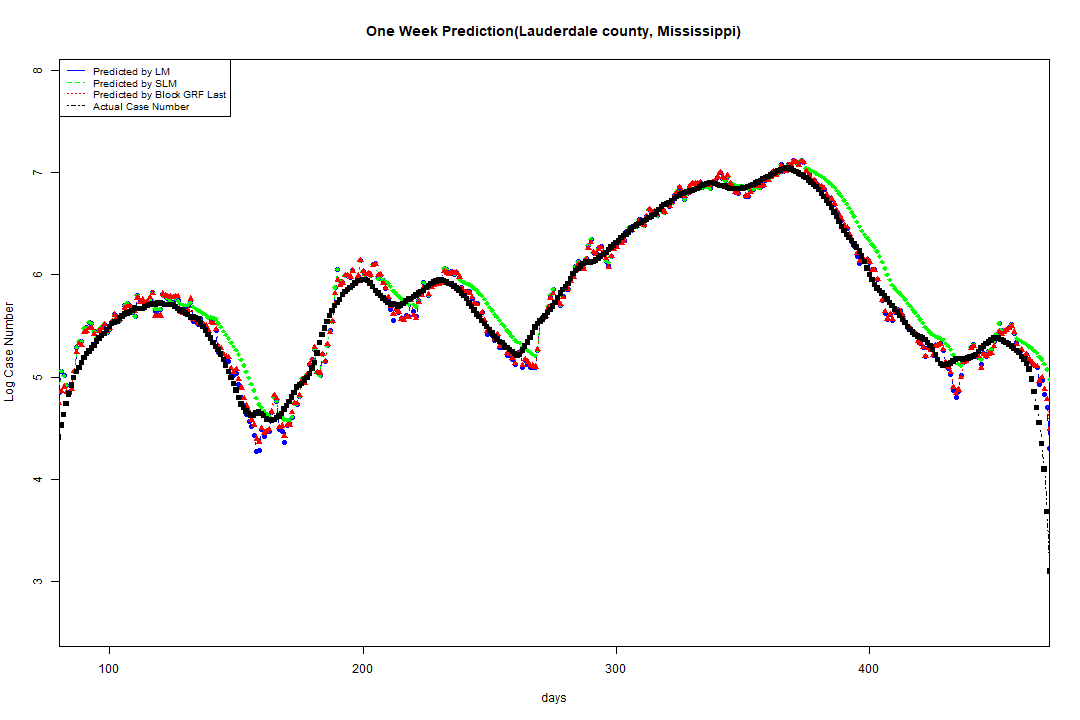 One Week Prediction(Lauderdale county, Mississippi)
Predicted by LM
Predicted by SLM
Predicted by Block GRF Last
Actual Case Number
8
7
6
5
4
3
Log Case Number
100 200 300 400
days